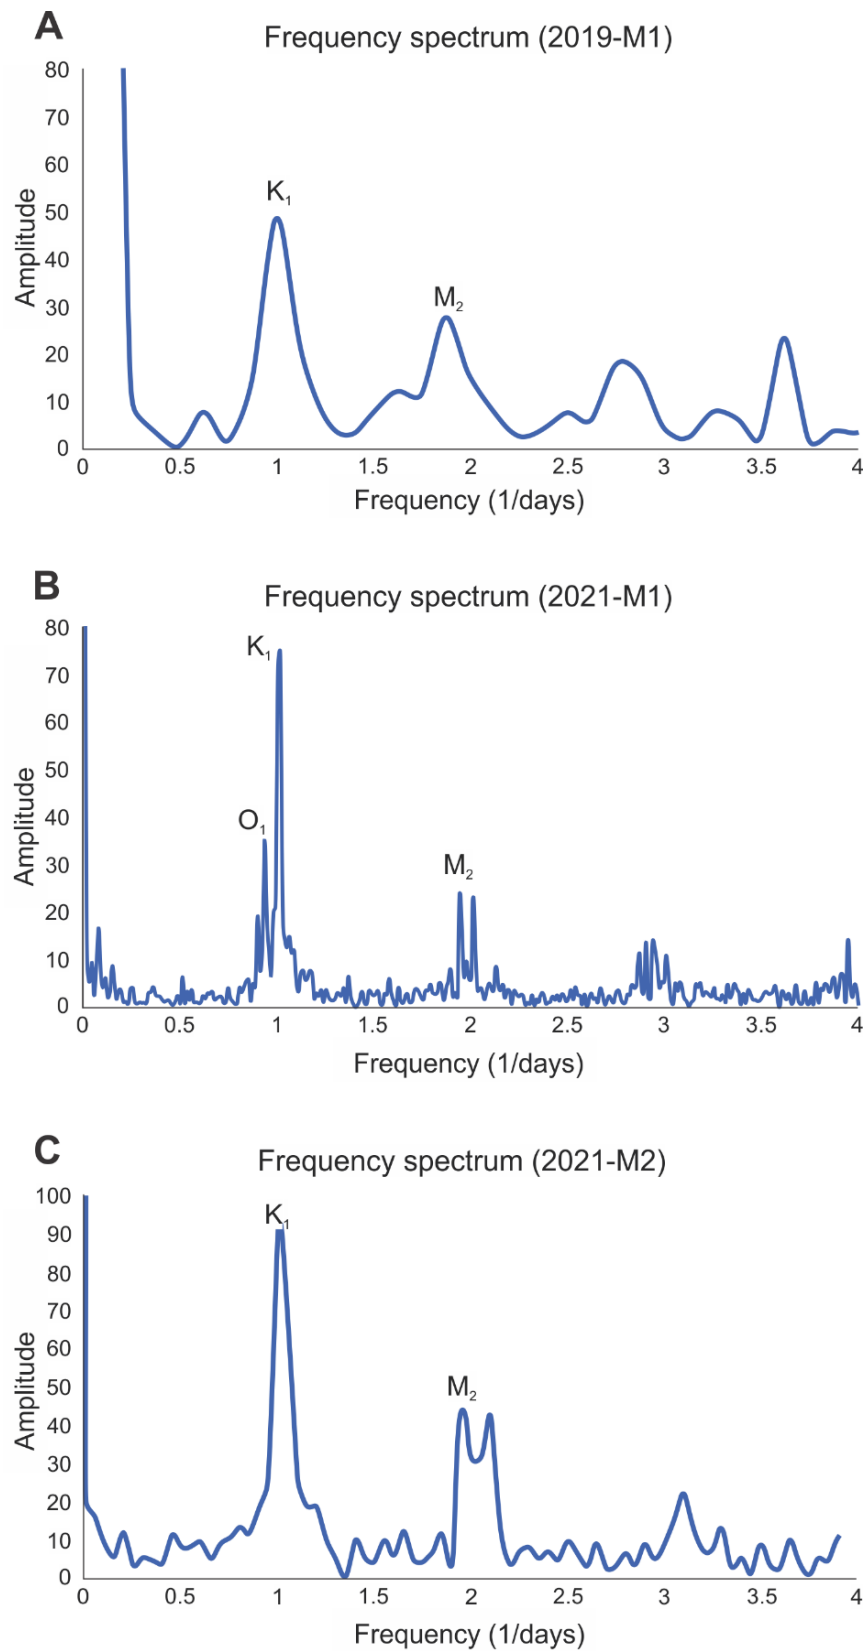 A
Frequency spectrum (2019-M1)
80
70
60
50
40
30
20
10
0
Amplitude
K₁
M₂
0 0.5 1 1.5 2 2.5 3 3.5 4
Frequency (1/days)
B
Frequency spectrum (2021-M1)
80
70
60
50
40
30
20
10
0
Amplitude
K₁
O₁
M₂
0 0.5 1 1.5 2 2.5 3 3.5 4
Frequency (1/days)
C
Frequency spectrum (2021-M2)
100
90
80
70
60
50
40
30
20
10
0
Amplitude
K₁
M₂
0 0.5 1 1.5 2 2.5 3 3.5 4
Frequency (1/days)